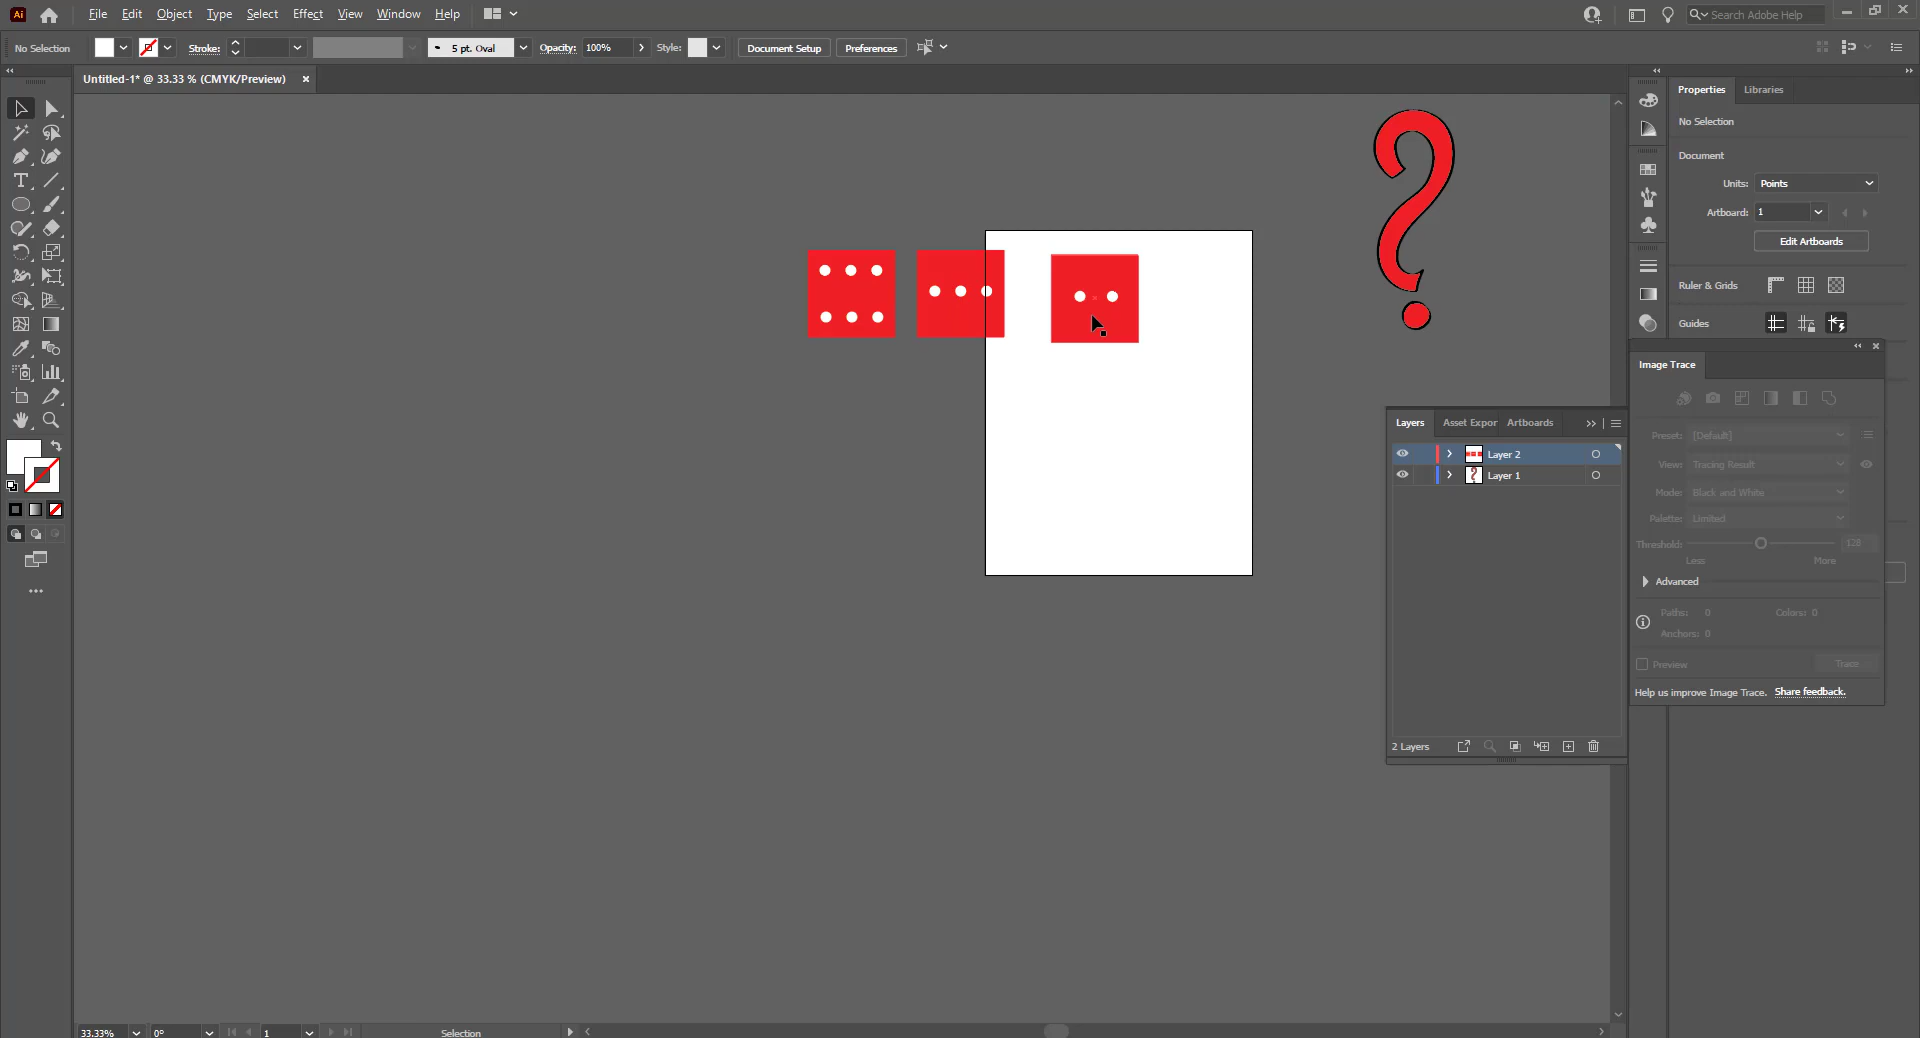 Ai File Edit Object Type Select Effect View Window Help Search Adobe Help
No Selection Stroke: 5 pt. Oval Opacity: 100% Style: Document Setup Preferences
Untitled-1* @ 33.33 % (CMYK/Preview)
Properties Libraries
No Selection
Document
Units: Points
Artboard: 1
Edit Artboards
Ruler & Grids
Guides
?
Image Trace
Preset: [Default]
View: Tracing Result
Mode: Black and White
Palette: Limited
Threshold: 128
Less More
Advanced
Paths: 0 Colors: 0
Anchors: 0
Preview Trace
Help us improve Image Trace. Share feedback.
Layers Asset Expor Artboards
Layer 2
Layer 1
2 Layers
33.33% 0° 1 Selection